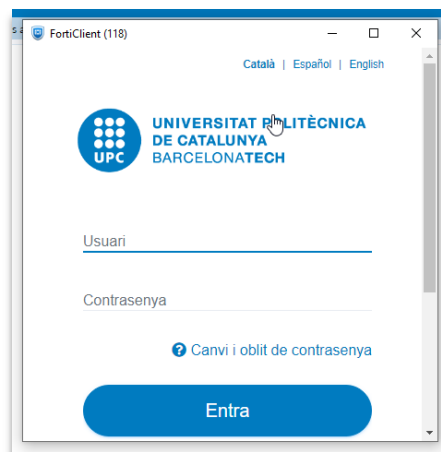 FortiClient (118)
Català | Español | English
UNIVERSITAT POLITÈCNICA
DE CATALUNYA
BARCELONATECH
UPC
Usuari
Contrasenya
Canvi i oblit de contrasenya
Entra